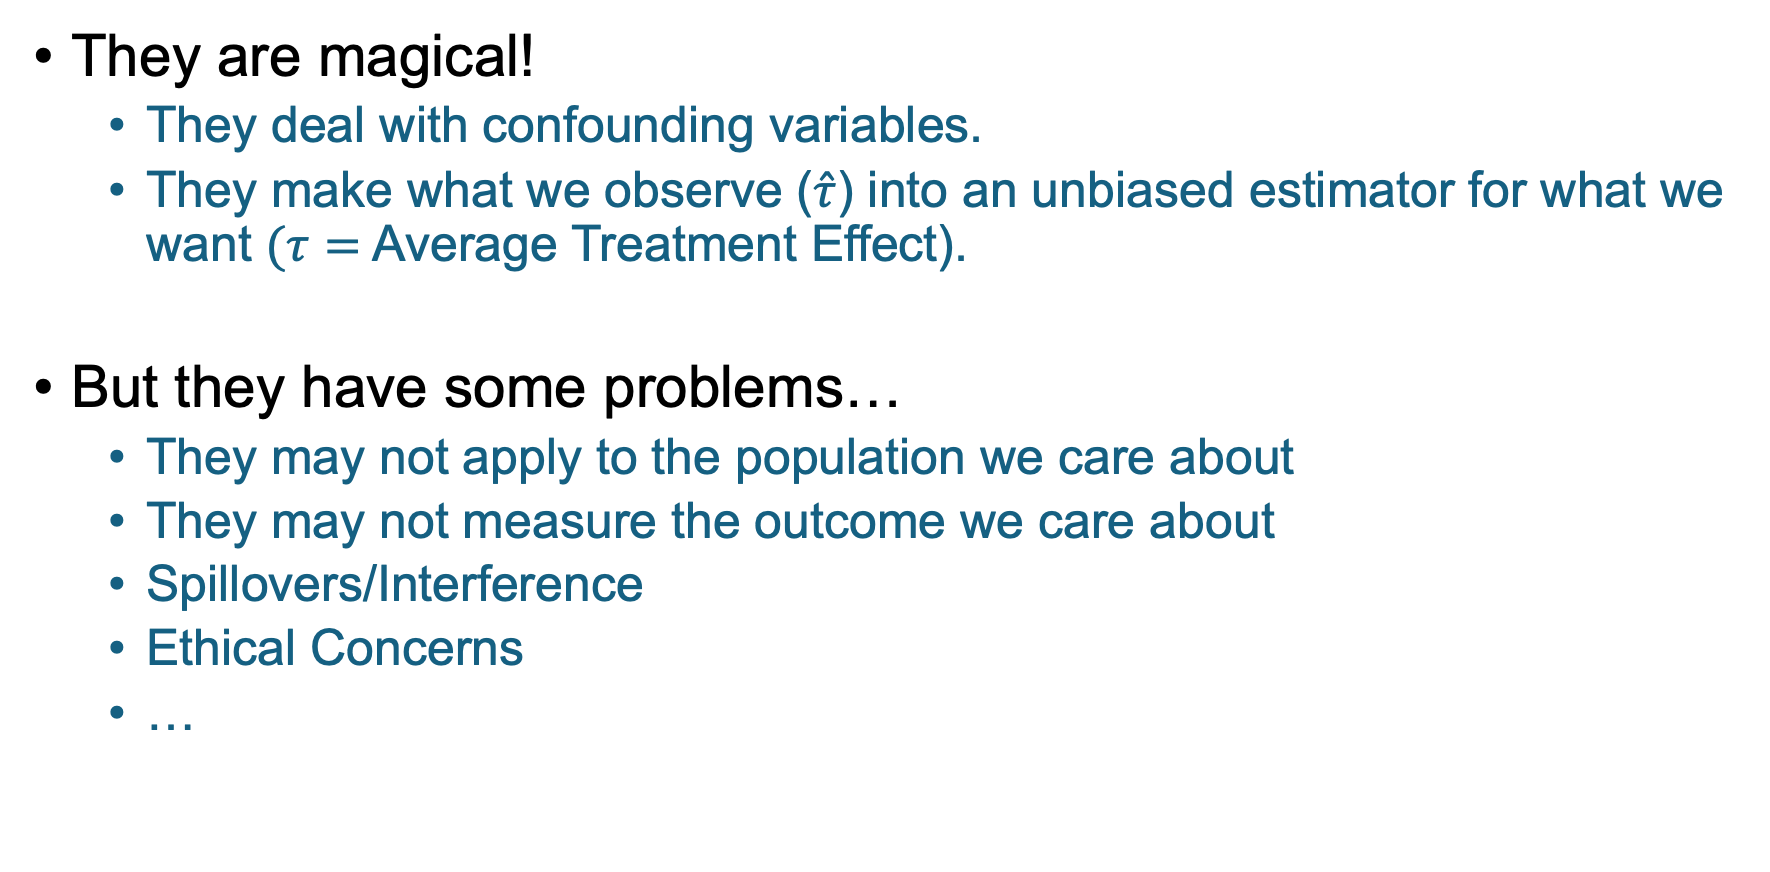 • They are magical!
• They deal with confounding variables.
• They make what we observe (τ̂) into an unbiased estimator for what we
want (τ = Average Treatment Effect).
• But they have some problems…
• They may not apply to the population we care about
• They may not measure the outcome we care about
• Spillovers/Interference
• Ethical Concerns
• …